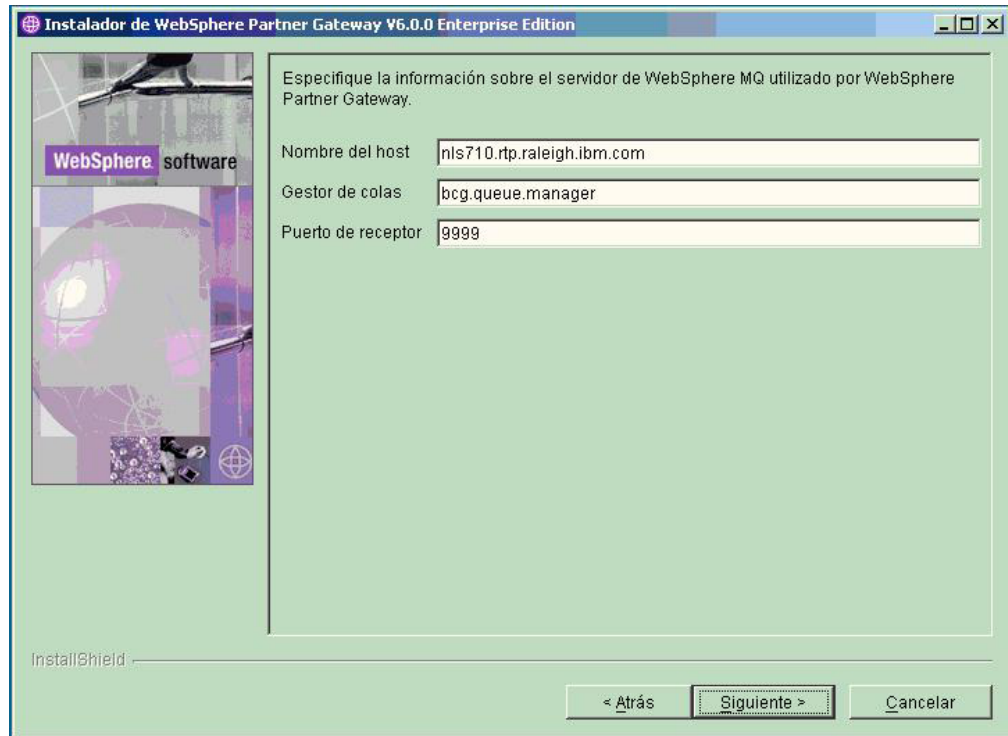 Instalador de WebSphere Partner Gateway V6.0.0 Enterprise Edition
Especifique la información sobre el servidor de WebSphere MQ utilizado por WebSphere
Partner Gateway.
WebSphere software
Nombre del host nls710.rtp.raleigh.ibm.com
Gestor de colas bcg.queue.manager
Puerto de receptor 9999
InstallShield
< Atrás Siguiente > Cancelar